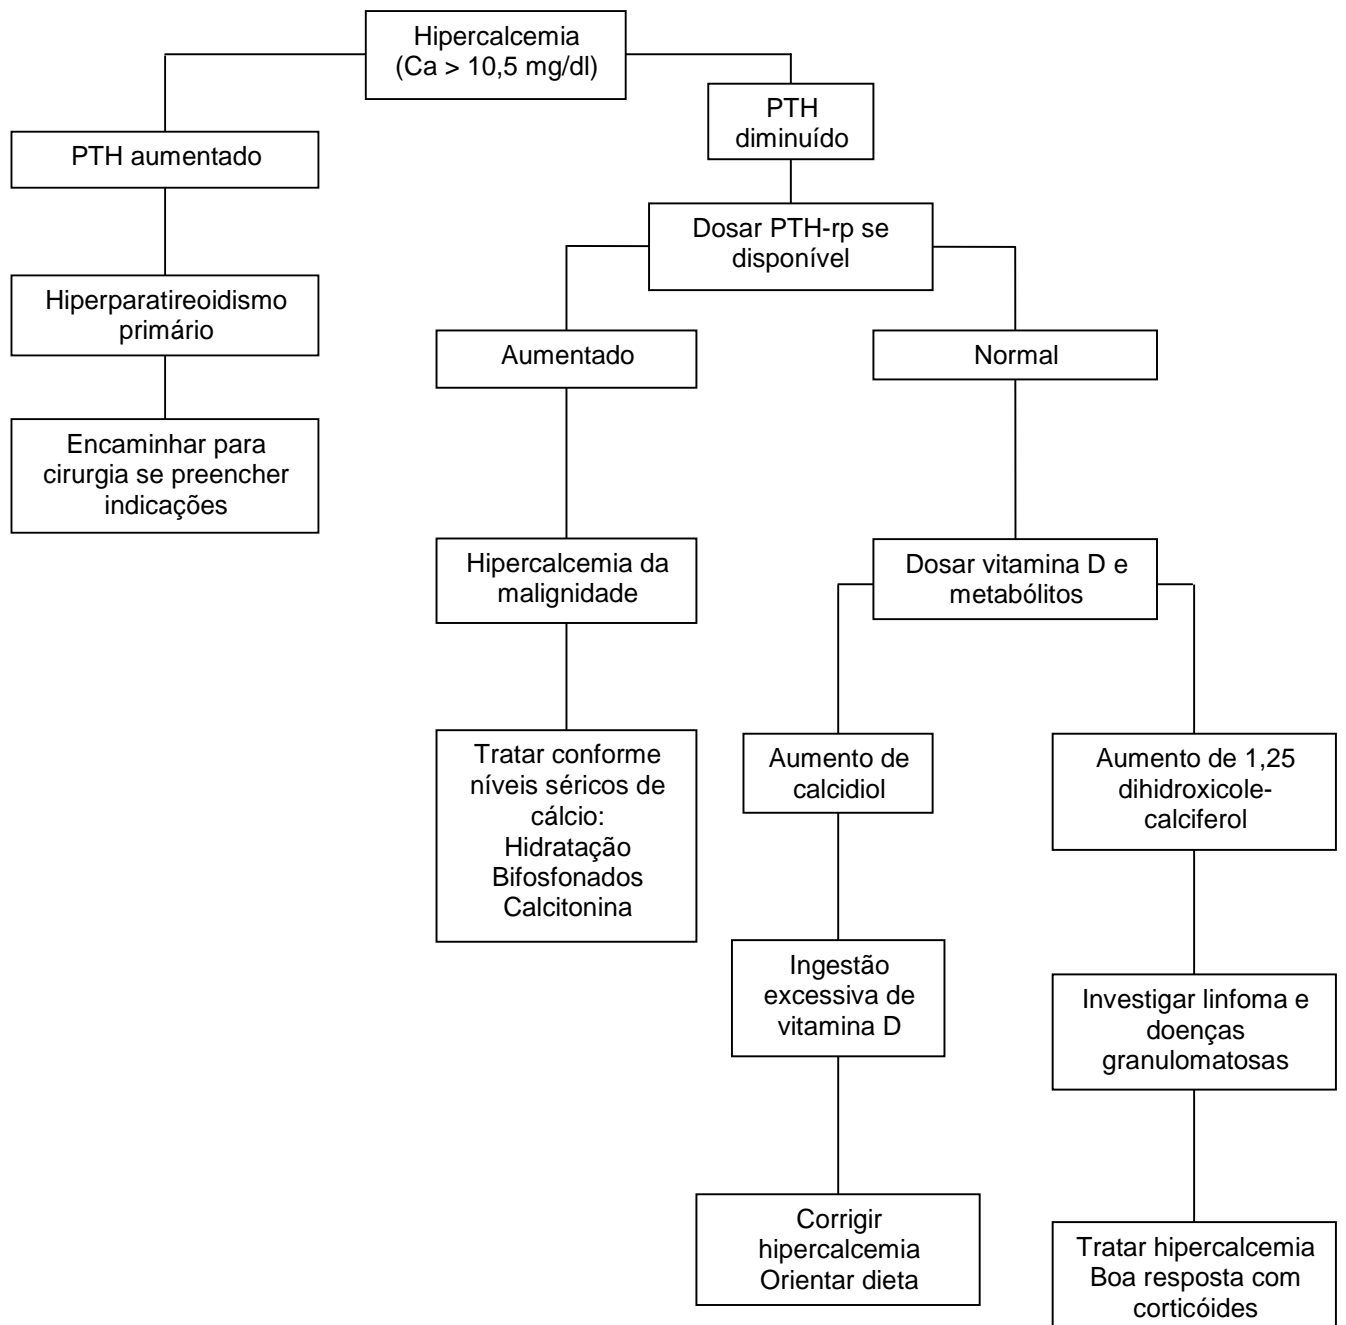 Hipercalcemia
(Ca > 10,5 mg/dl)
PTH
diminuído
PTH aumentado
Dosar PTH-rp se
disponível
Hiperparatireoidismo
primário
Aumentado
Normal
Encaminhar para
cirurgia se preencher
indicações
Hipercalcemia da
malignidade
Dosar vitamina D e
metabólitos
Tratar conforme
níveis séricos de
cálcio:
Hidratação
Bifosfonados
Calcitonina
Aumento de
calcidiol
Aumento de 1,25
dihidroxicole-
calciferol
Ingestão
excessiva de
vitamina D
Investigar linfoma e
doenças
granulomatosas
Corrigir
hipercalcemia
Orientar dieta
Tratar hipercalcemia
Boa resposta com
corticóides